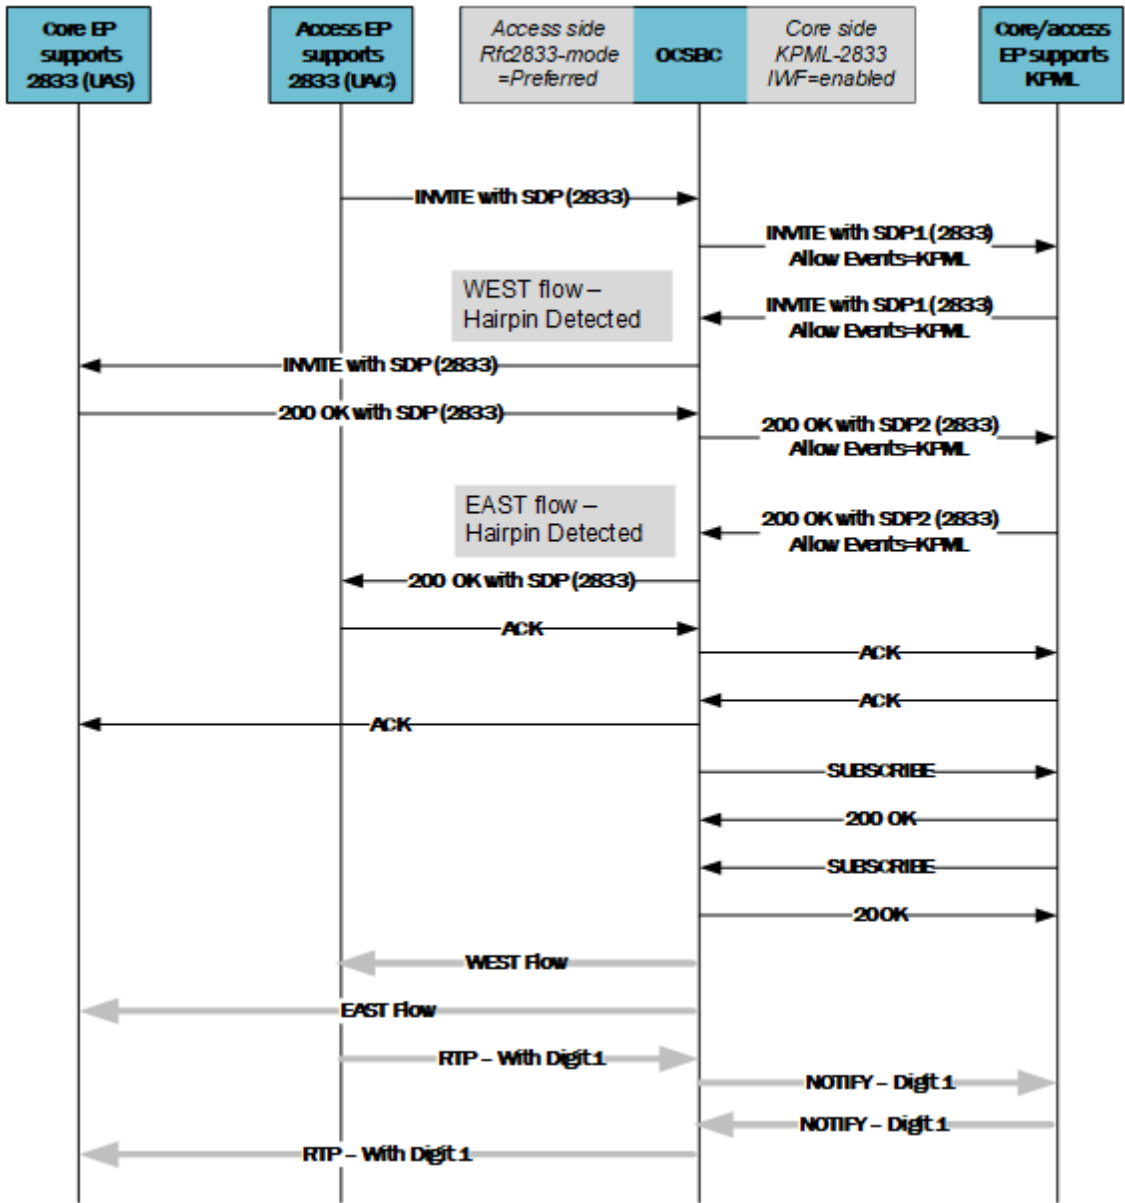 Core EP
supports
2833 (UAS)
Access EP
supports
2833 (UAC)
Access side
Rfc2833-mode
=Preferred
OCSBC
Core side
KPML-2833
IWF=enabled
Core/access
EP supports
KPML
INVITE with SDP (2833)
INVITE with SDP1 (2833)
Allow Events=KPML
WEST flow –
Hairpin Detected
INVITE with SDP1 (2833)
Allow Events=KPML
INVITE with SDP (2833)
200 OK with SDP (2833)
200 OK with SDP2 (2833)
Allow Events=KPML
EAST flow –
Hairpin Detected
200 OK with SDP2 (2833)
Allow Events=KPML
200 OK with SDP (2833)
ACK
ACK
ACK
ACK
SUBSCRIBE
200 OK
SUBSCRIBE
20OK
WEST Flow
EAST Flow
RTP – With Digit 1
NOTIFY – Digit 1
NOTIFY – Digit 1
RTP – With Digit 1